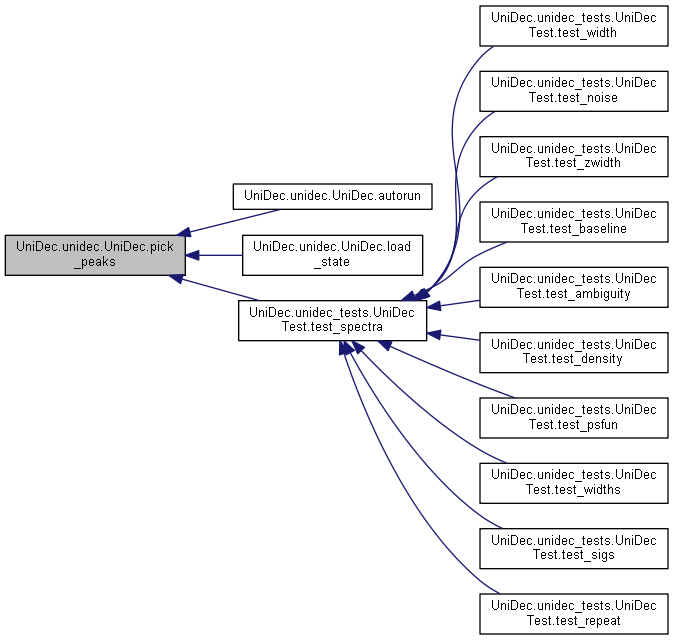 UniDec.unidec_tests.UniDec
Test.test_width
UniDec.unidec_tests.UniDec
Test.test_noise
UniDec.unidec_tests.UniDec
Test.test_zwidth
UniDec.unidec.UniDec.autorun
UniDec.unidec_tests.UniDec
Test.test_baseline
UniDec.unidec.UniDec.pick
_peaks
UniDec.unidec.UniDec.load
_state
UniDec.unidec_tests.UniDec
Test.test_ambiguity
UniDec.unidec_tests.UniDec
Test.test_spectra
UniDec.unidec_tests.UniDec
Test.test_density
UniDec.unidec_tests.UniDec
Test.test_psfun
UniDec.unidec_tests.UniDec
Test.test_widths
UniDec.unidec_tests.UniDec
Test.test_sigs
UniDec.unidec_tests.UniDec
Test.test_repeat